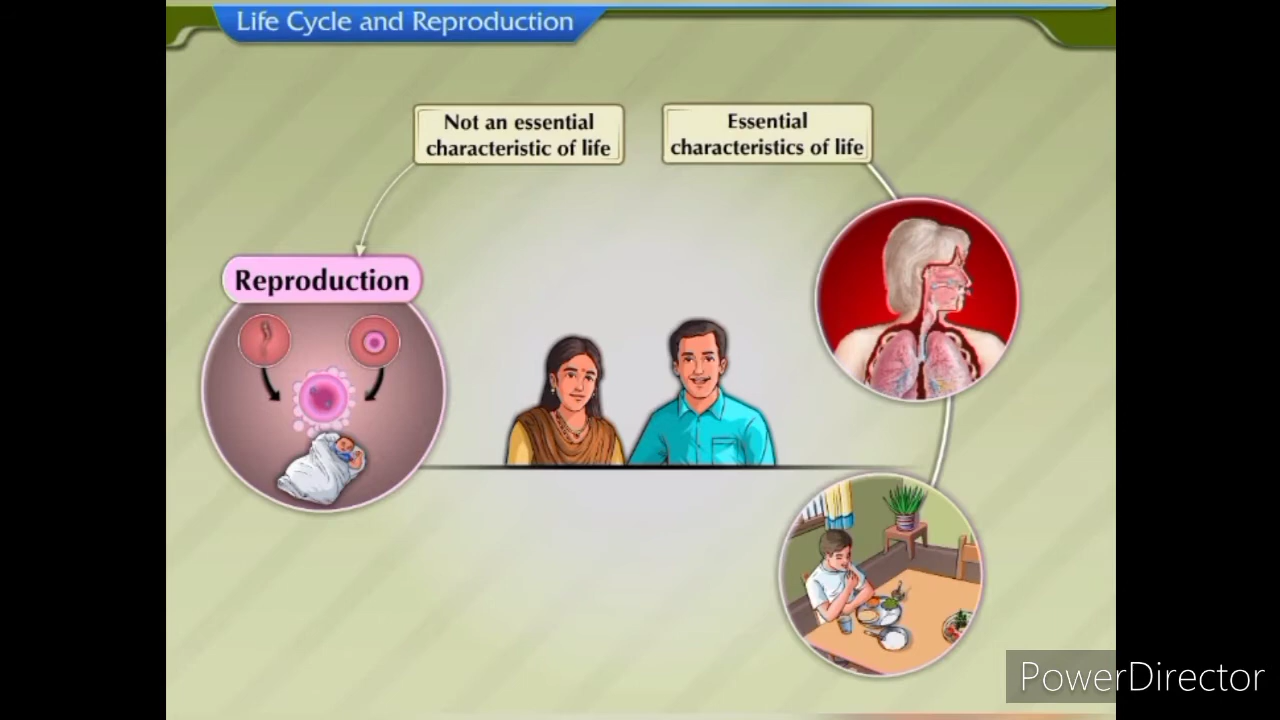 Life Cycle and Reproduction
Not an essential
characteristic of life
Essential
characteristics of life
Reproduction
PowerDirector